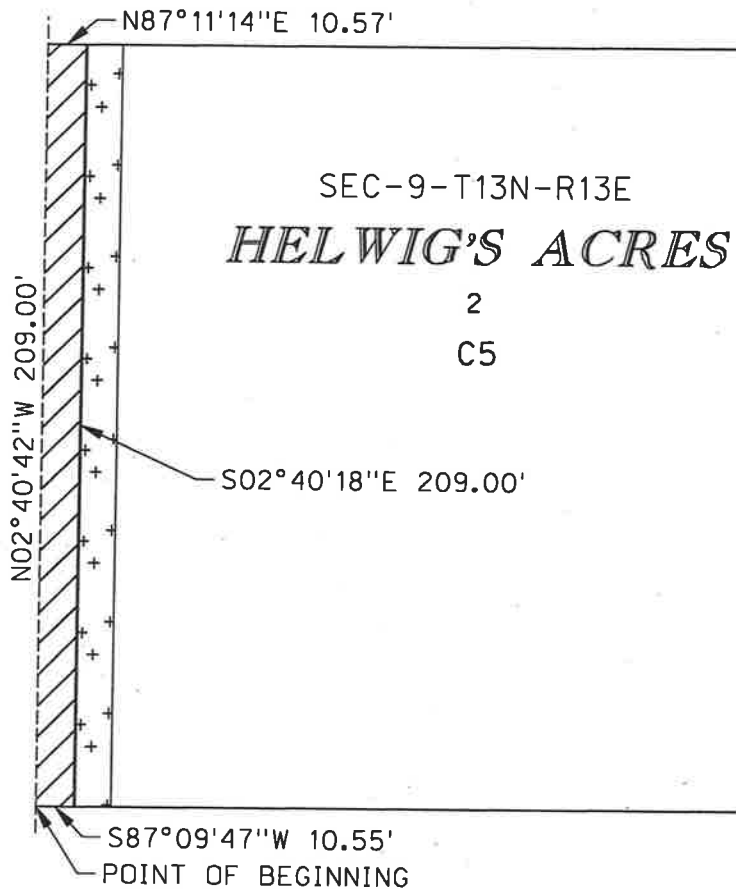 N87°11'14"E 10.57'
SEC-9-T13N-R13E
HELWIG'S ACRES
2
C5
N02°40'42"W 209.00'
S02°40'18"E 209.00'
S87°09'47"W 10.55'
POINT OF BEGINNING